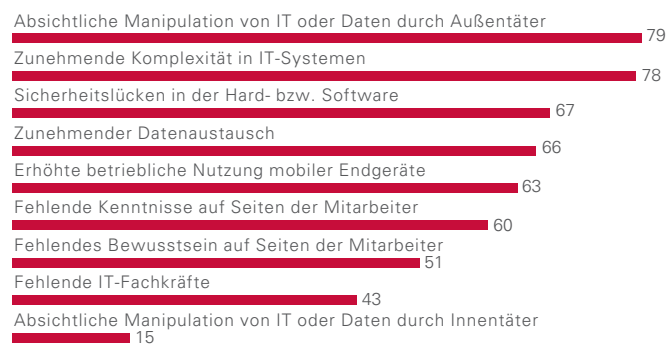 Absichtliche Manipulation von IT oder Daten durch Außentäter
79
Zunehmende Komplexität in IT-Systemen
78
Sicherheitslücken in der Hard- bzw. Software
67
Zunehmender Datenaustausch
66
Erhöhte betriebliche Nutzung mobiler Endgeräte
63
Fehlende Kenntnisse auf Seiten der Mitarbeiter
60
Fehlendes Bewusstsein auf Seiten der Mitarbeiter
51
Fehlende IT-Fachkräfte
43
Absichtliche Manipulation von IT oder Daten durch Innentäter
15